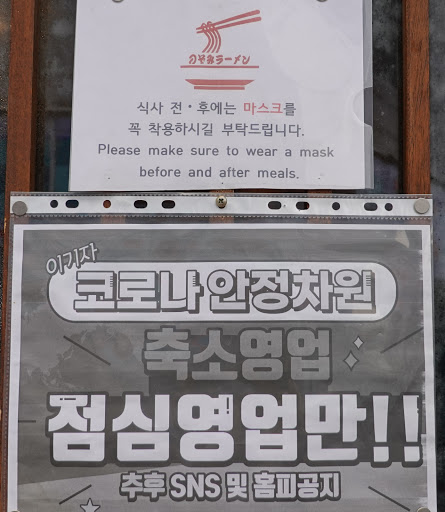 식사 전·후에는 마스크를
꼭 착용하시길 부탁드립니다.
Please make sure to wear a mask
before and after meals.
이기자
코로나 안정차원
축소영업
점심영업만!!
추후 SNS 및 홈피공지